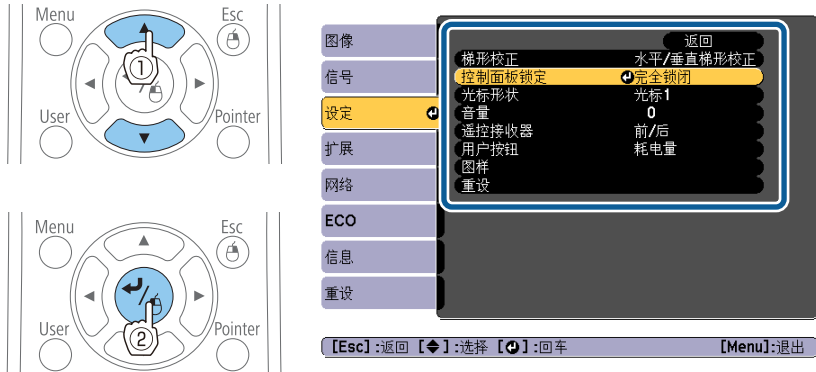 Menu
Esc
①
User
Pointer
Menu
Esc
②
User
Pointer
图像
信号
设定
扩展
网络
ECO
信息
重设
返回
梯形校正 水平/垂直梯形校正
控制面板锁定 完全锁闭
光标形状 光标1
音量 0
遥控接收器 前/后
用户按钮 耗电量
图样
重设
[Esc]:返回 [◆]:选择 [⏎]:回车 [Menu]:退出